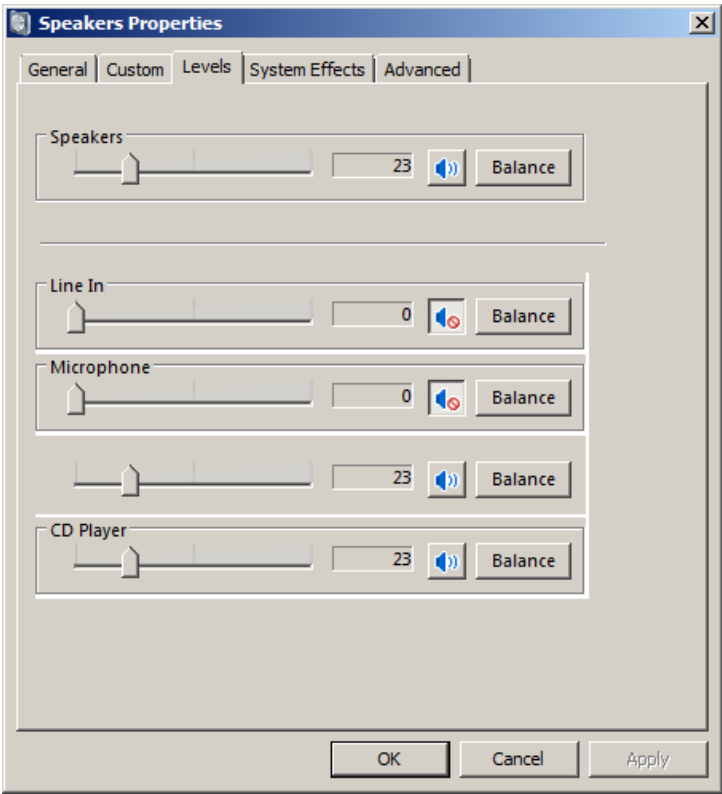 Speakers Properties
General Custom Levels System Effects Advanced
Speakers
23 Balance
Line In
0 Balance
Microphone
0 Balance
23 Balance
CD Player
23 Balance
OK Cancel Apply